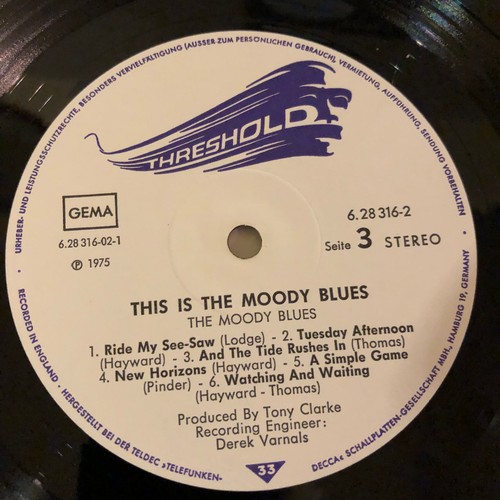 URHEBER- UND LEISTUNGSSCHUTZRECHTE, BESONDERS VERVIELFÄLTIGUNG (AUSSER ZUM PERSÖNLICHEN GEBRAUCH), VERMIETUNG, AUFFÜHRUNG, SENDUNG VORBEHALTEN
THRESHOLD
GEMA
6.28 316-02-1
℗ 1975
6.28 316-2
Seite 3 STEREO
THIS IS THE MOODY BLUES
THE MOODY BLUES
1. Ride My See-Saw (Lodge) - 2. Tuesday Afternoon
(Hayward) - 3. And The Tide Rushes In (Thomas)
4. New Horizons (Hayward) - 5. A Simple Game
(Pinder) - 6. Watching And Waiting
(Hayward - Thomas)
Produced By Tony Clarke
Recording Engineer:
Derek Varnals
33
RECORDED IN ENGLAND · HERGESTELLT BEI DER TELDEC »TELEFUNKEN«
DECCA« SCHALLPLATTEN-GESELLSCHAFT MBH., HAMBURG 19, GERMANY